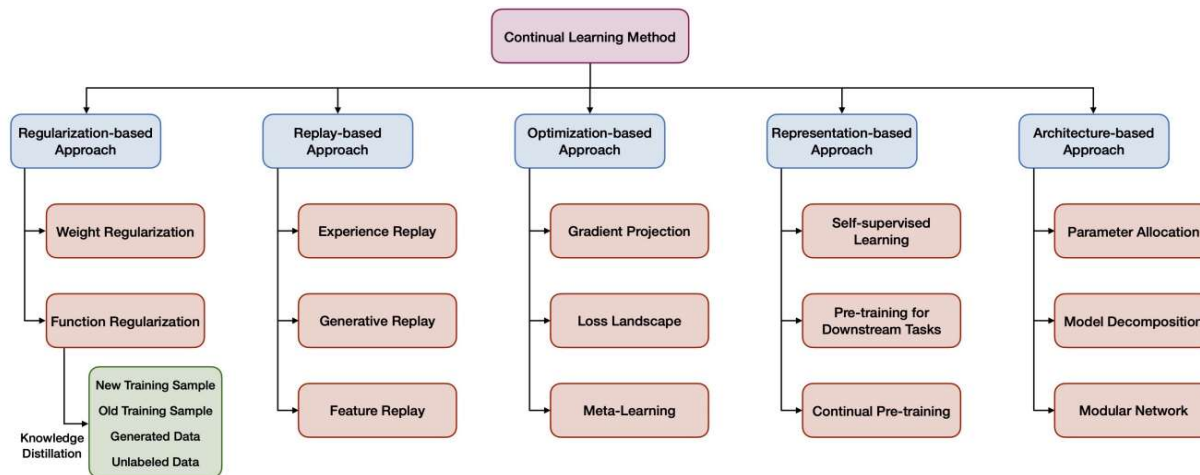 Continual Learning Method
Regularization-based
Approach
Replay-based
Approach
Optimization-based
Approach
Representation-based
Approach
Architecture-based
Approach
Weight Regularization
Experience Replay
Gradient Projection
Self-supervised
Learning
Parameter Allocation
Function Regularization
Generative Replay
Loss Landscape
Pre-training for
Downstream Tasks
Model Decomposition
New Training Sample
Old Training Sample
Generated Data
Unlabeled Data
Knowledge
Distillation
Feature Replay
Meta-Learning
Continual Pre-training
Modular Network